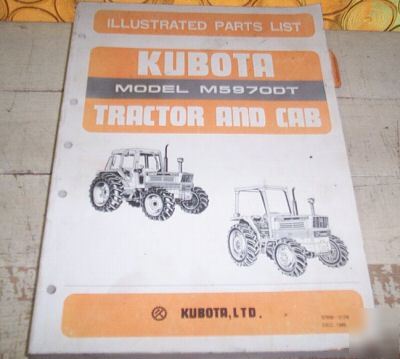 ILLUSTRATED PARTS LIST
KUBOTA
MODEL M5970DT
TRACTOR AND CAB
KUBOTA, LTD.